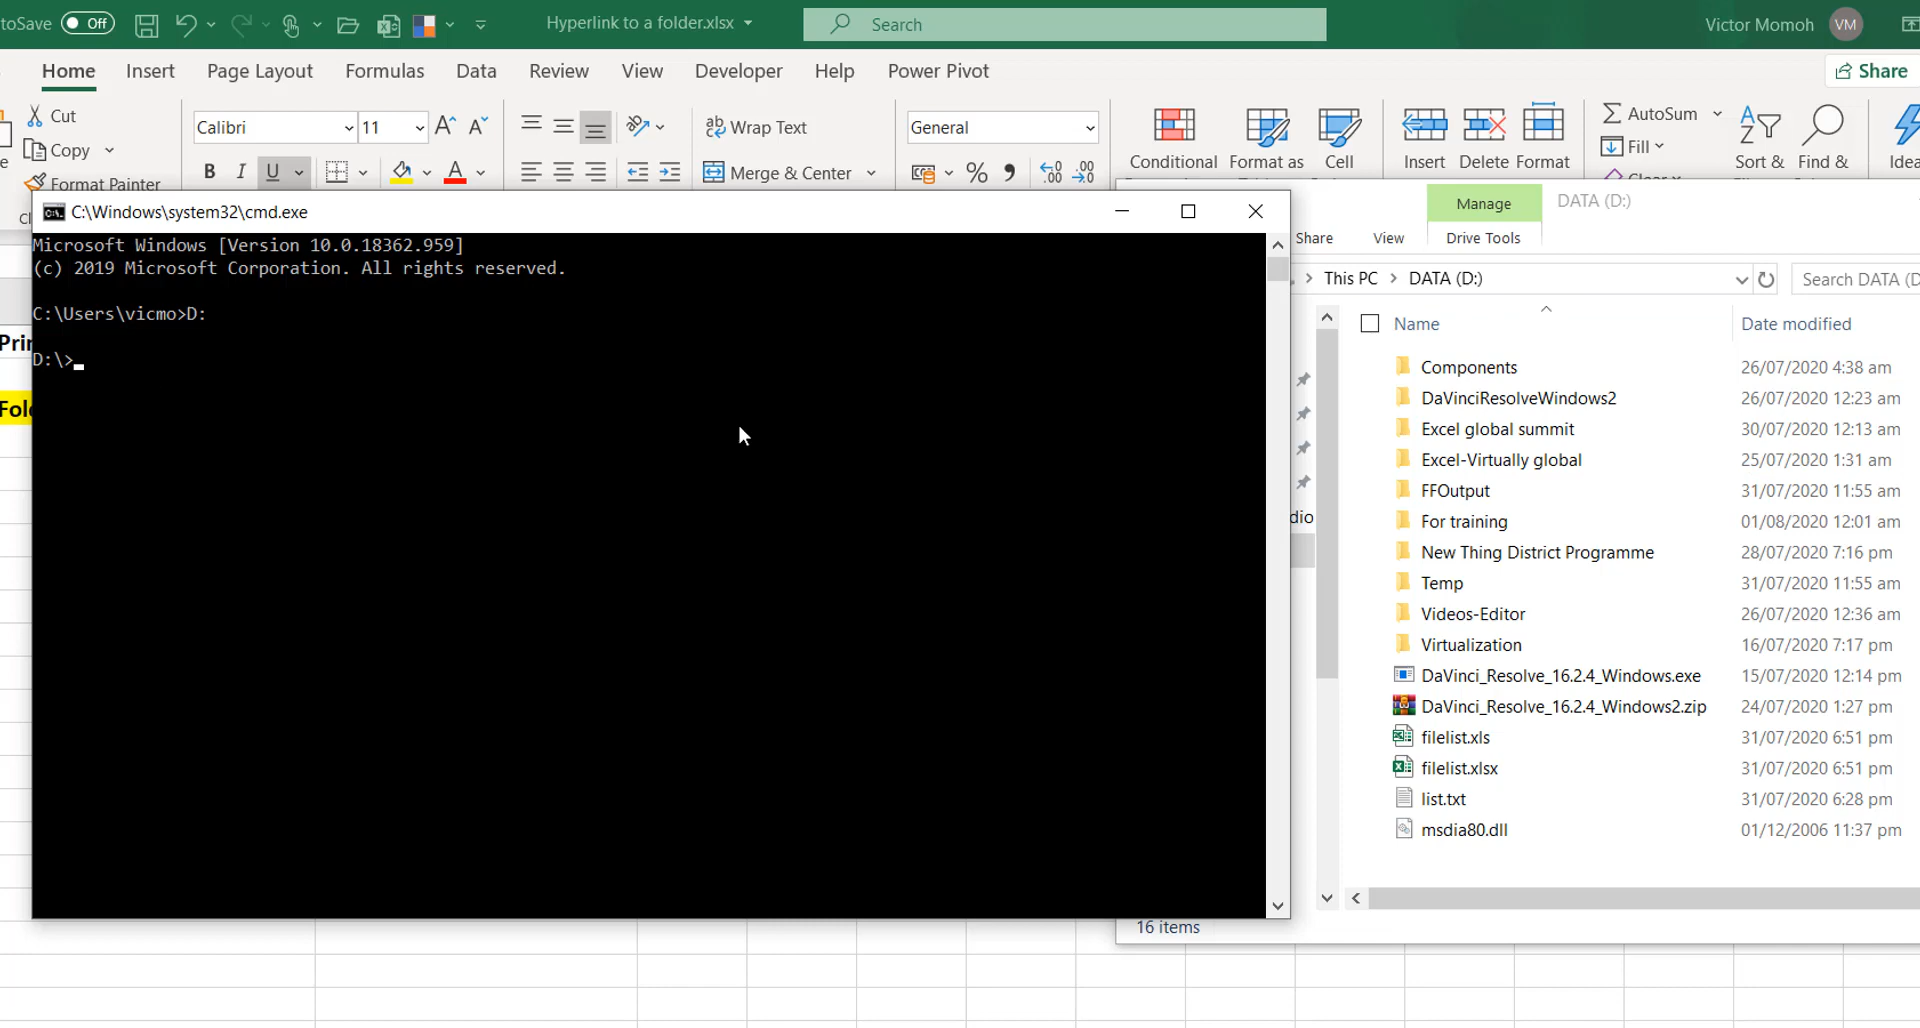 toSave Off Hyperlink to a folder.xlsx Search Victor Momoh VM
Home Insert Page Layout Formulas Data Review View Developer Help Power Pivot Share
Cut
Copy
Format Painter
Calibri 11
B I U A
ab Wrap Text
Merge & Center
General
% 9
Conditional Format as Cell
Insert Delete Format
AutoSum
Fill
Clear
Sort & Find & Idea
C:\Windows\system32\cmd.exe
Microsoft Windows [Version 10.0.18362.959]
(c) 2019 Microsoft Corporation. All rights reserved.
C:\Users\vicmo>D:
D:\>
Prin
Fol
Manage DATA (D:)
Share View Drive Tools
This PC > DATA (D:) Search DATA (D
Name Date modified
Components 26/07/2020 4:38 am
DaVinciResolveWindows2 26/07/2020 12:23 am
Excel global summit 30/07/2020 12:13 am
Excel-Virtually global 25/07/2020 1:31 am
FFOutput 31/07/2020 11:55 am
dio
For training 01/08/2020 12:01 am
New Thing District Programme 28/07/2020 7:16 pm
Temp 31/07/2020 11:55 am
Videos-Editor 26/07/2020 12:36 am
Virtualization 16/07/2020 7:17 pm
DaVinci_Resolve_16.2.4_Windows.exe 15/07/2020 12:14 pm
DaVinci_Resolve_16.2.4_Windows2.zip 24/07/2020 1:27 pm
filelist.xls 31/07/2020 6:51 pm
filelist.xlsx 31/07/2020 6:51 pm
list.txt 31/07/2020 6:28 pm
msdia80.dll 01/12/2006 11:37 pm
16 items